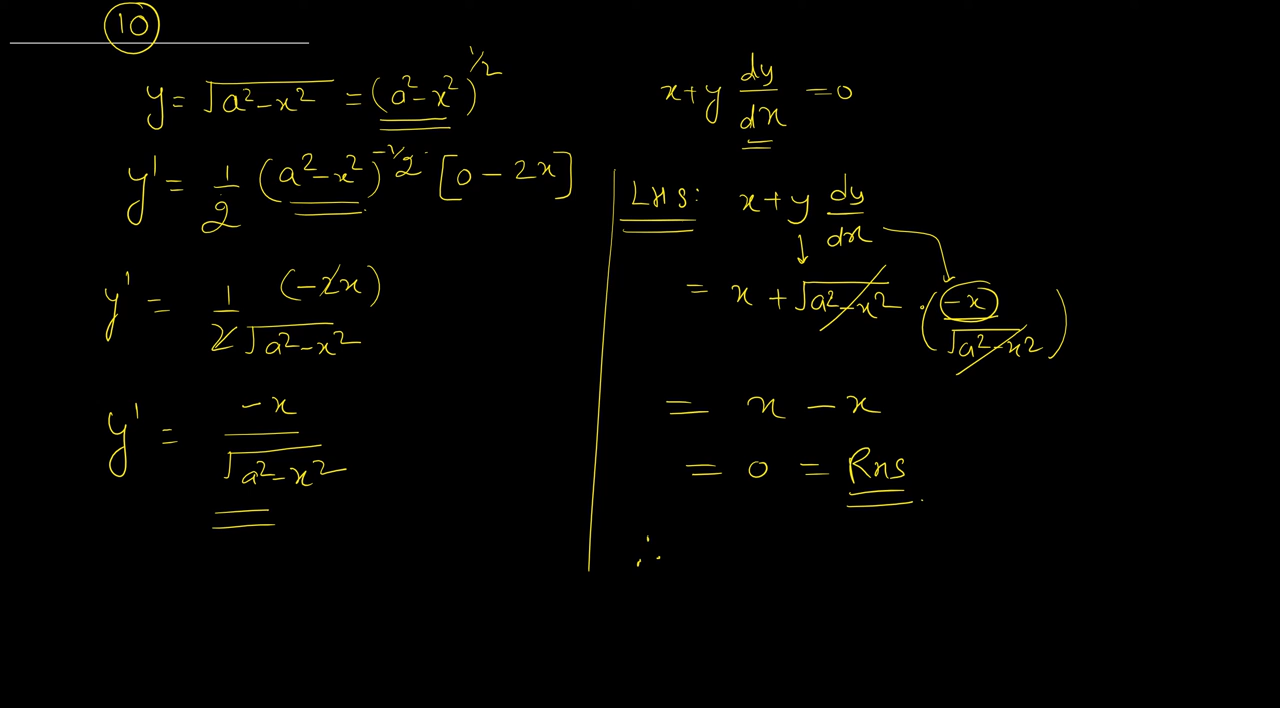 10
y = √a²-x² = (a²-x²)^1/2
y' = 1/2 (a²-x²)^-1/2 [0 - 2x]
y' = 1/2 (-2x)/√a²-x²
y' = -x/√a²-x²
x+y dy/dx = 0
LHS: x+y dy/dx
= x + √a²-x² · (-x/√a²-x²)
= x - x
= 0 = RHS
∴